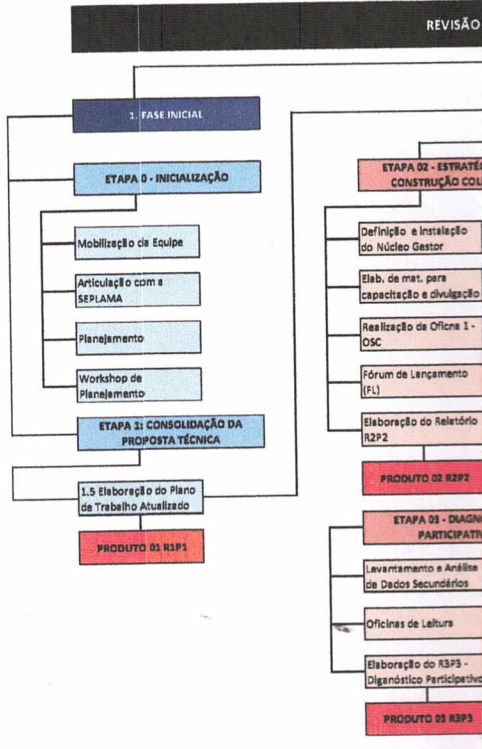 REVISÃO
1. FASE INICIAL
ETAPA 0 - INICIALIZAÇÃO
Mobilização da Equipe
Articulação com a
SEPLAMA
Planejamento
Workshop de
Planejamento
ETAPA 1: CONSOLIDAÇÃO DA
PROPOSTA TÉCNICA
1.5 Elaboração do Plano
de Trabalho Atualizado
PRODUTO 01 R1P1
ETAPA 02 - ESTRATÉG
CONSTRUÇÃO COL
Definição e instalação
do Núcleo Gestor
Elab. de mat. para
capacitação e divulgação
Realização da Oficna 1 -
OSC
Fórum de Lançamento
(FL)
Elaboração do Relatório
R2P2
PRODUTO 02 R2P2
ETAPA 03 - DIAGN
PARTICIPATIV
Levantamento e Análise
de Dados Secundários
Oficinas de Leitura
Elaboração do R3P3 -
Diganóstico Participativo
PRODUTO 03 R3P3